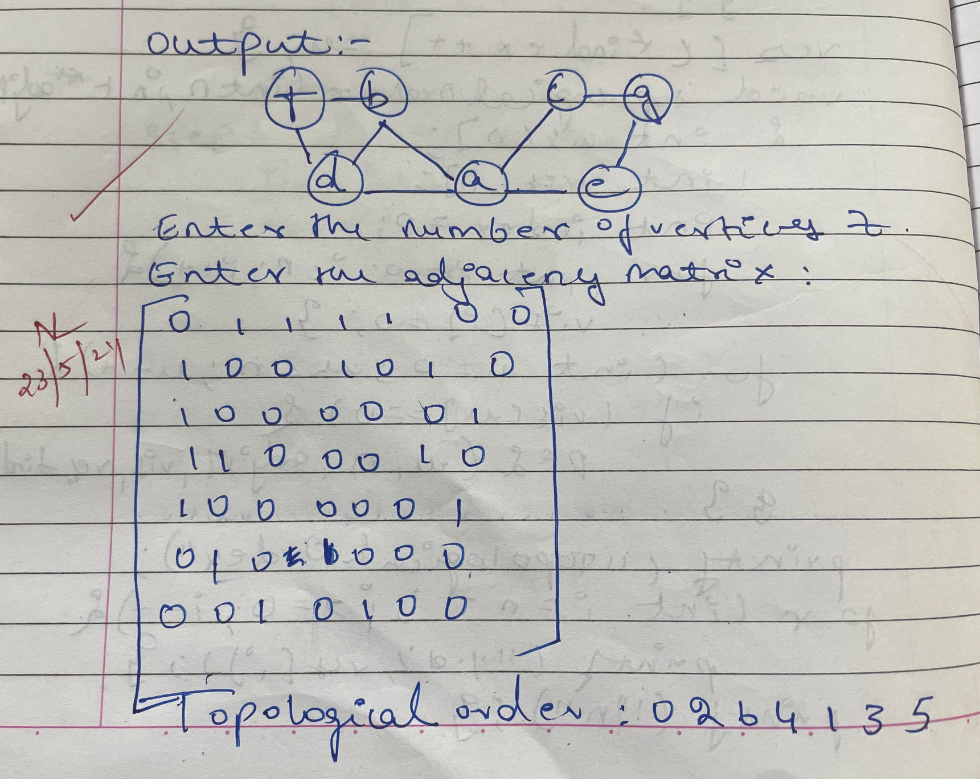 output:-
f b c g
d a e
Enter the number of vertices 7.
Enter the adjacency matrix:
0 1 1 1 1 0 0
1 0 0 1 0 1 0
1 0 0 0 0 0 1
1 1 0 0 0 1 0
1 0 0 0 0 0 1
0 1 0 1 0 0 0
0 0 1 0 1 0 0
23/5/24
Topological order : 0 2 6 4 1 3 5